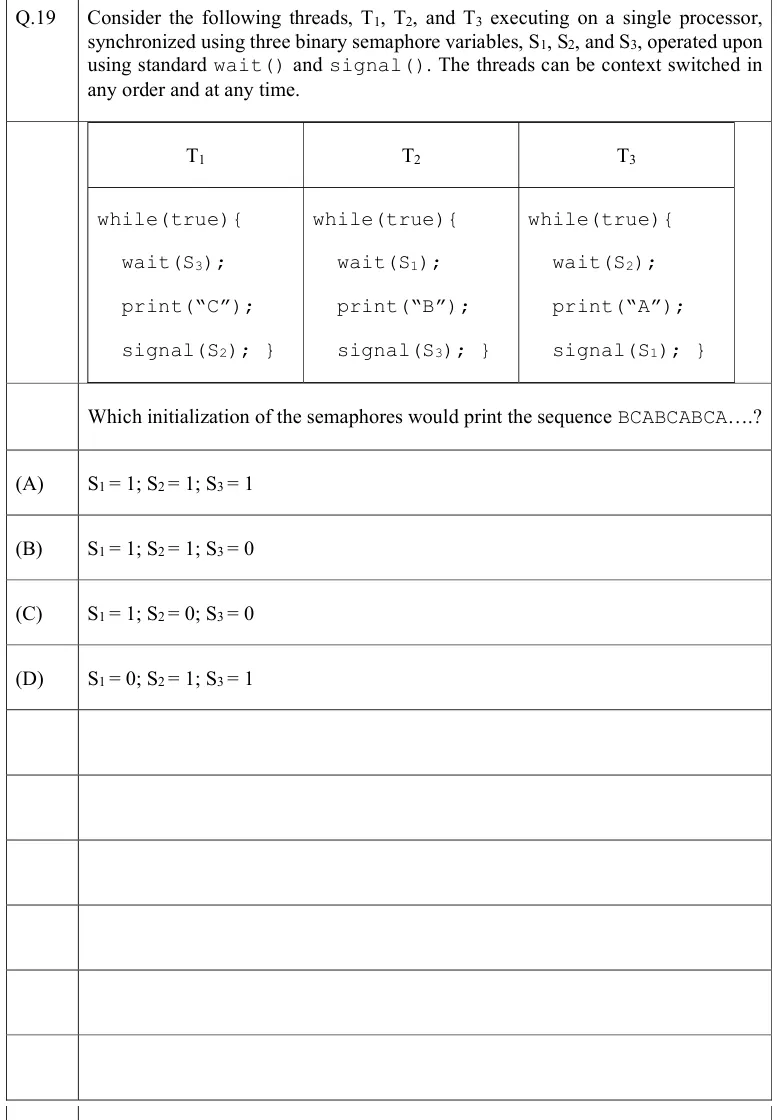 Q.19 Consider the following threads, T1, T2, and T3 executing on a single processor,
synchronized using three binary semaphore variables, S1, S2, and S3, operated upon
using standard wait() and signal(). The threads can be context switched in
any order and at any time.
T1 T2 T3
while(true){ while(true){ while(true){
wait(S3); wait(S1); wait(S2);
print(“C”); print(“B”); print(“A”);
signal(S2); } signal(S3); } signal(S1); }
Which initialization of the semaphores would print the sequence BCABCABCA….?
(A) S1 = 1; S2 = 1; S3 = 1
(B) S1 = 1; S2 = 1; S3 = 0
(C) S1 = 1; S2 = 0; S3 = 0
(D) S1 = 0; S2 = 1; S3 = 1